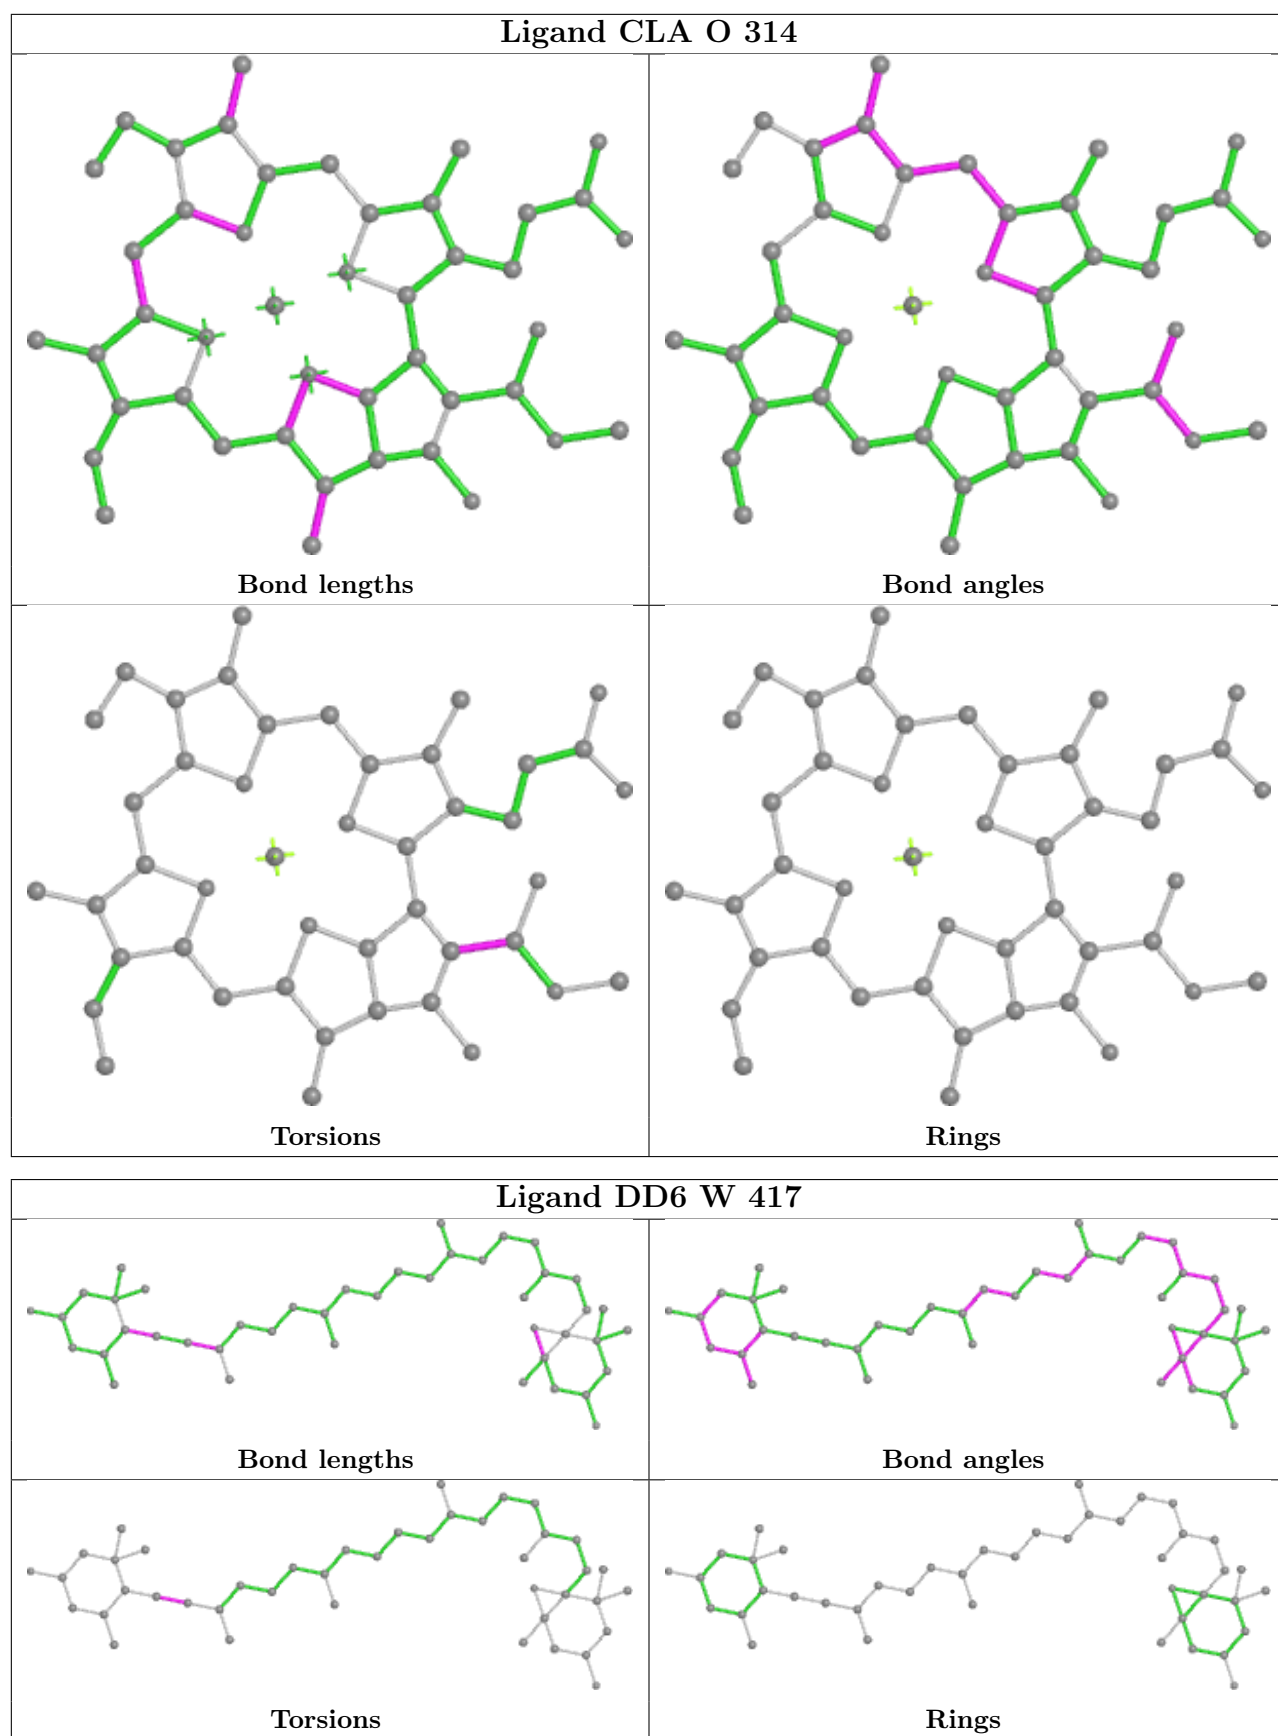 Ligand CLA O 314
Bond lengths
Bond angles
Torsions
Rings
Ligand DD6 W 417
Bond lengths
Bond angles
Torsions
Rings